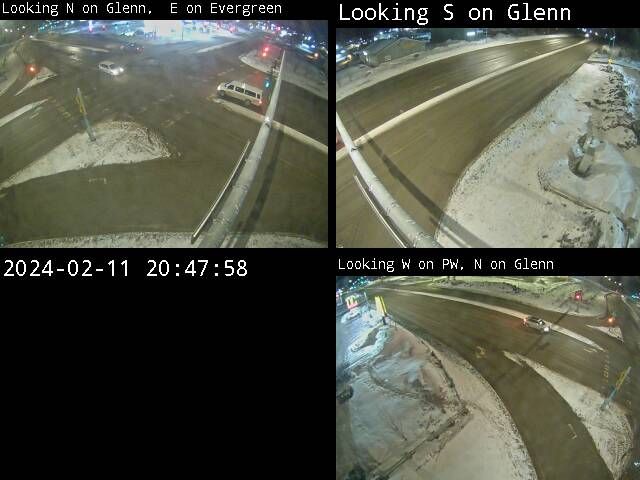 Looking N on Glenn,  E on Evergreen
Looking S on Glenn
2024-02-11 20:47:58
Looking W on PW, N on Glenn